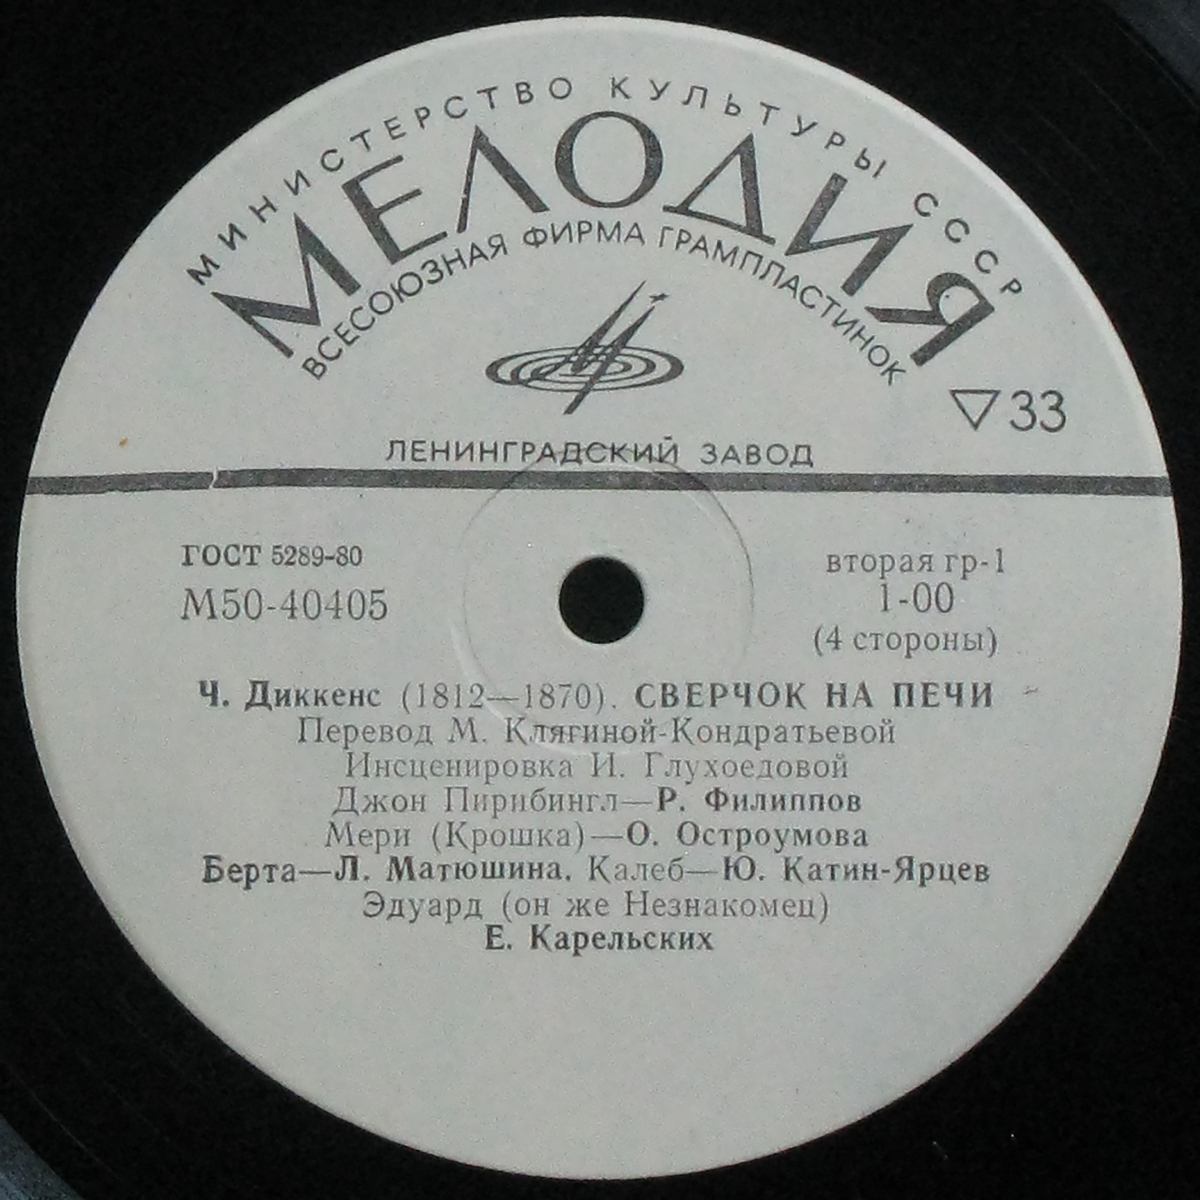 МИНИСТЕРСТВО КУЛЬТУРЫ СССР
МЕЛОДИЯ
ВСЕСОЮЗНАЯ ФИРМА ГРАМПЛАСТИНОК
▽33
ЛЕНИНГРАДСКИЙ ЗАВОД
ГОСТ 5289-80
М50-40405
вторая гр-1
1-00
(4 стороны)
Ч. Диккенс (1812—1870). СВЕРЧОК НА ПЕЧИ
Перевод М. Клягиной-Кондратьевой
Инсценировка И. Глухоедовой
Джон Пирибингл—Р. Филиппов
Мери (Крошка)—О. Остроумова
Берта—Л. Матюшина. Калеб—Ю. Катин-Ярцев
Эдуард (он же Незнакомец)
Е. Карельских